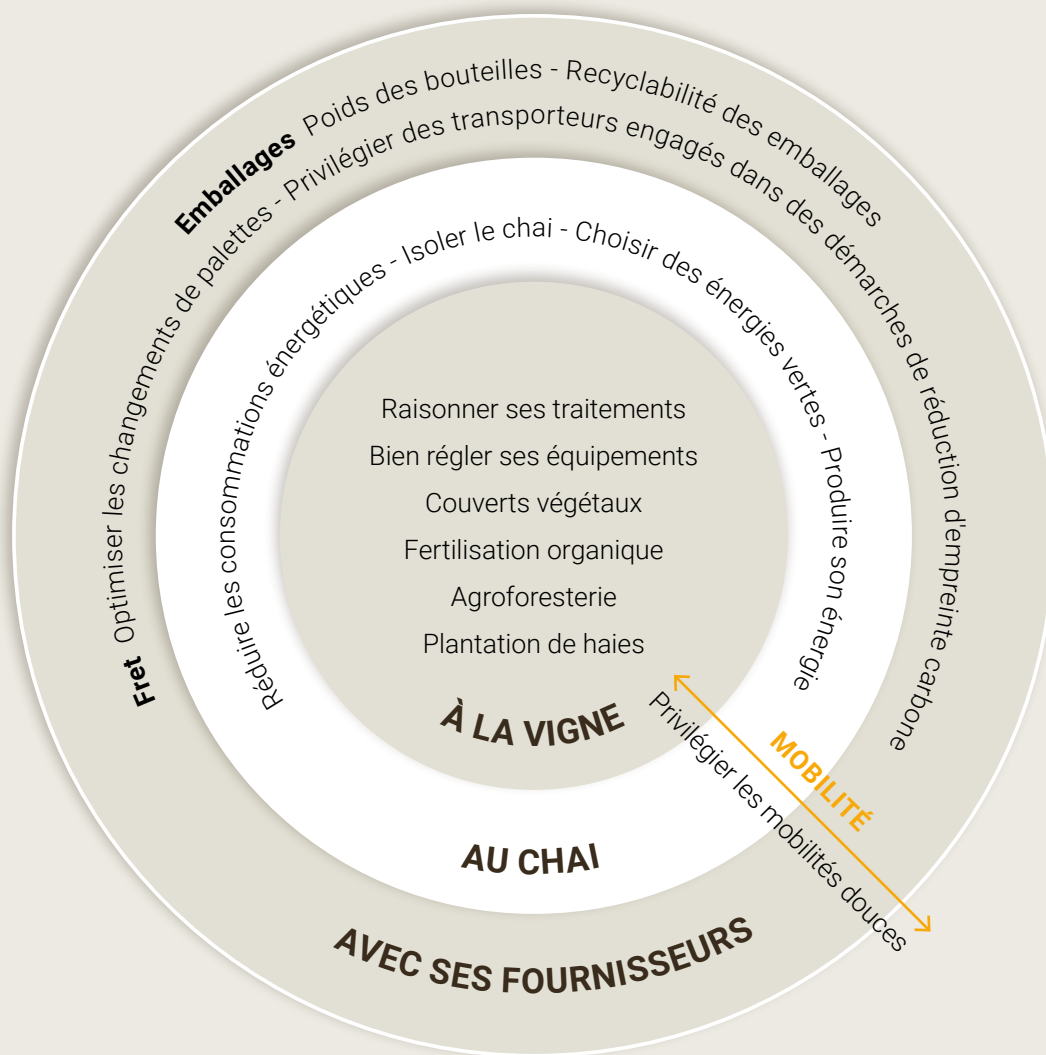 Emballages Poids des bouteilles - Recyclabilité des emballages
Fret Optimiser les changements de palettes - Privilégier des transporteurs engagés dans des démarches de réduction d'empreinte carbone
Réduire les consommations énergétiques - Isoler le chai - Choisir des énergies vertes - Produire son énergie
Raisonner ses traitements
Bien régler ses équipements
Couverts végétaux
Fertilisation organique
Agroforesterie
Plantation de haies
À LA VIGNE
MOBILITÉ
Privilégier les mobilités douces
AU CHAI
AVEC SES FOURNISSEURS